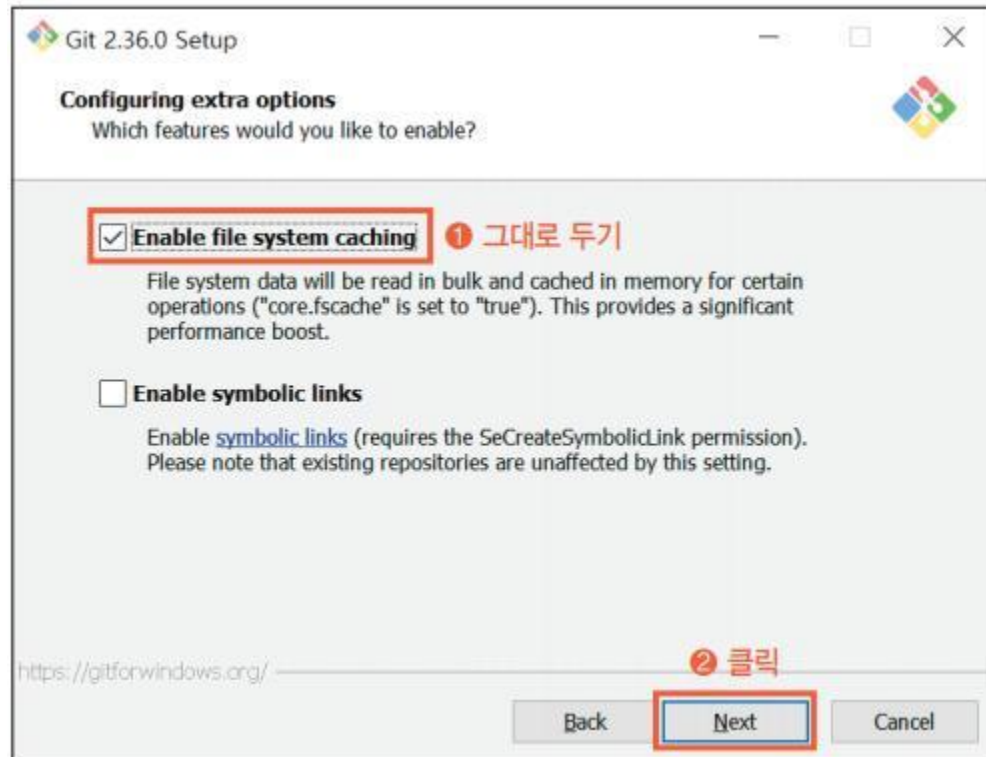 Git 2.36.0 Setup
Configuring extra options
Which features would you like to enable?
Enable file system caching
❶ 그대로 두기
File system data will be read in bulk and cached in memory for certain
operations ("core.fscache" is set to "true"). This provides a significant
performance boost.
Enable symbolic links
Enable symbolic links (requires the SeCreateSymbolicLink permission).
Please note that existing repositories are unaffected by this setting.
https://gitforwindows.org/
❷ 클릭
Back
Next
Cancel